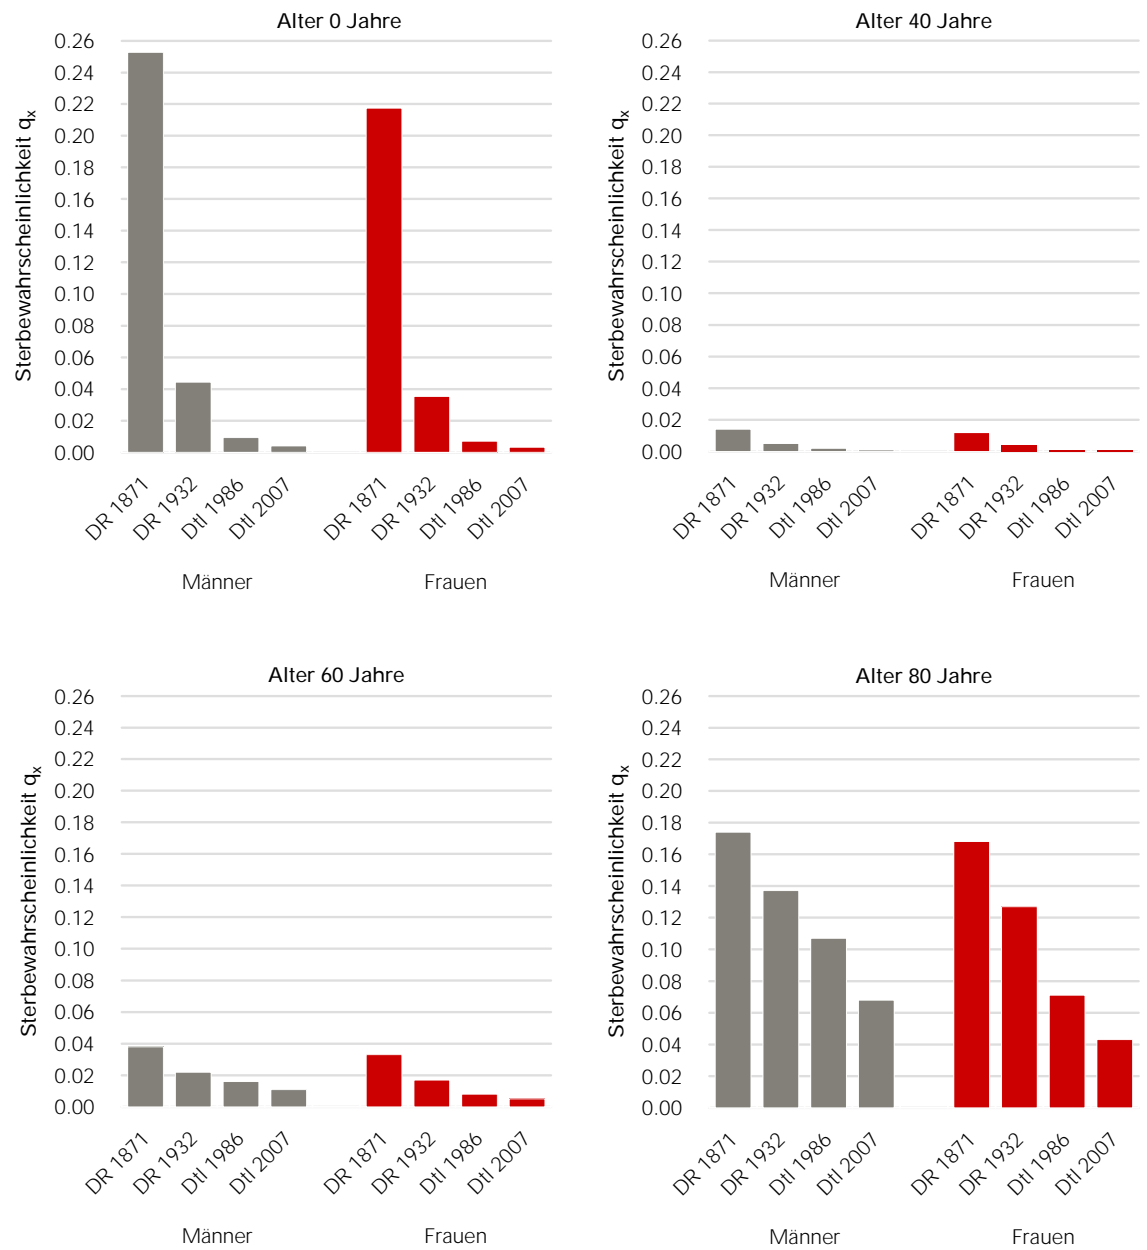 Alter 0 Jahre
Sterbewahrscheinlichkeit qx
0.26
0.24
0.22
0.20
0.18
0.16
0.14
0.12
0.10
0.08
0.06
0.04
0.02
0.00
DR 1871
DR 1932
Dtl 1986
Dtl 2007
DR 1871
DR 1932
Dtl 1986
Dtl 2007
Männer
Frauen
Alter 40 Jahre
Sterbewahrscheinlichkeit qx
0.26
0.24
0.22
0.20
0.18
0.16
0.14
0.12
0.10
0.08
0.06
0.04
0.02
0.00
DR 1871
DR 1932
Dtl 1986
Dtl 2007
DR 1871
DR 1932
Dtl 1986
Dtl 2007
Männer
Frauen
Alter 60 Jahre
Sterbewahrscheinlichkeit qx
0.26
0.24
0.22
0.20
0.18
0.16
0.14
0.12
0.10
0.08
0.06
0.04
0.02
0.00
DR 1871
DR 1932
Dtl 1986
Dtl 2007
DR 1871
DR 1932
Dtl 1986
Dtl 2007
Männer
Frauen
Alter 80 Jahre
Sterbewahrscheinlichkeit qx
0.26
0.24
0.22
0.20
0.18
0.16
0.14
0.12
0.10
0.08
0.06
0.04
0.02
0.00
DR 1871
DR 1932
Dtl 1986
Dtl 2007
DR 1871
DR 1932
Dtl 1986
Dtl 2007
Männer
Frauen